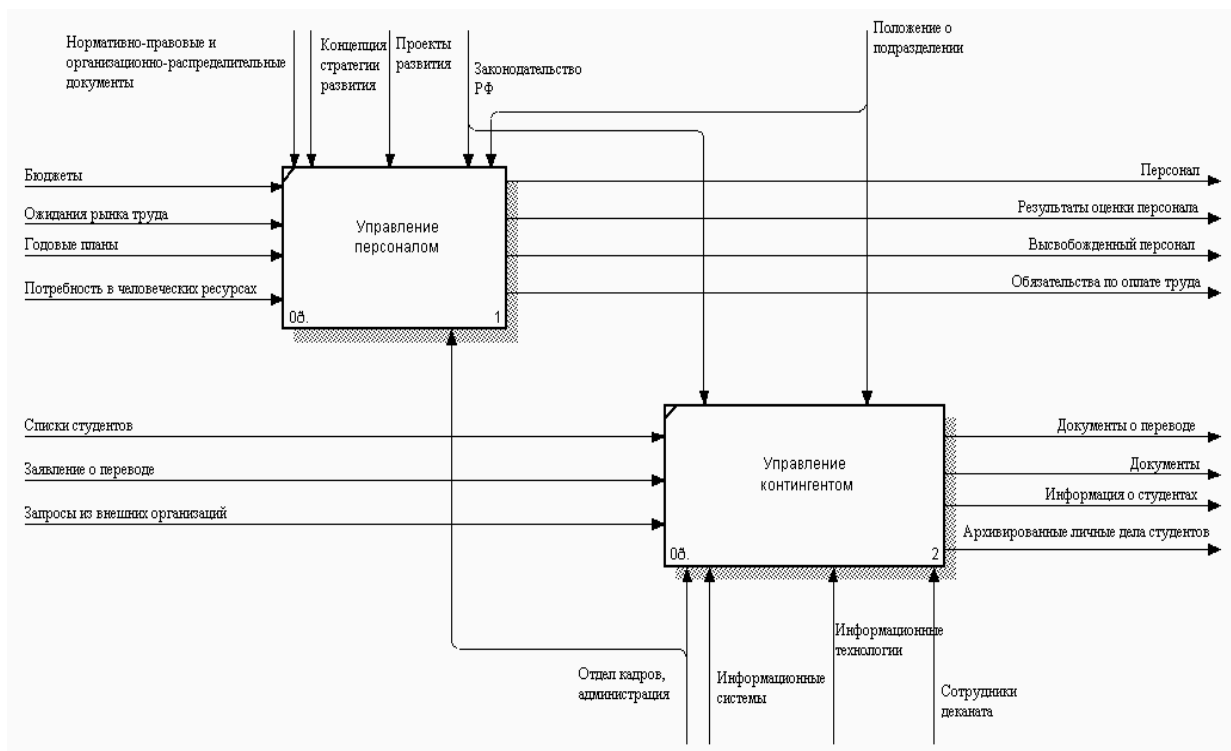 Нормативно-правовые и
организационно-распределительные
документы
Концепция
стратегии
развития
Проекты
развития
Законодательство
РФ
Положение о
подразделении
Бюджеты
Ожидания рынка труда
Годовые планы
Потребность в человеческих ресурсах
Управление
персоналом
0ð.
1
Персонал
Результаты оценки персонала
Высвобожденный персонал
Обязательства по оплате труда
Списки студентов
Заявление о переводе
Запросы из внешних организаций
Управление
контингентом
0ð.
2
Документы о переводе
Документы
Информация о студентах
Архивированные личные дела студентов
Отдел кадров,
администрация
Информационные
системы
Информационные
технологии
Сотрудники
деканата